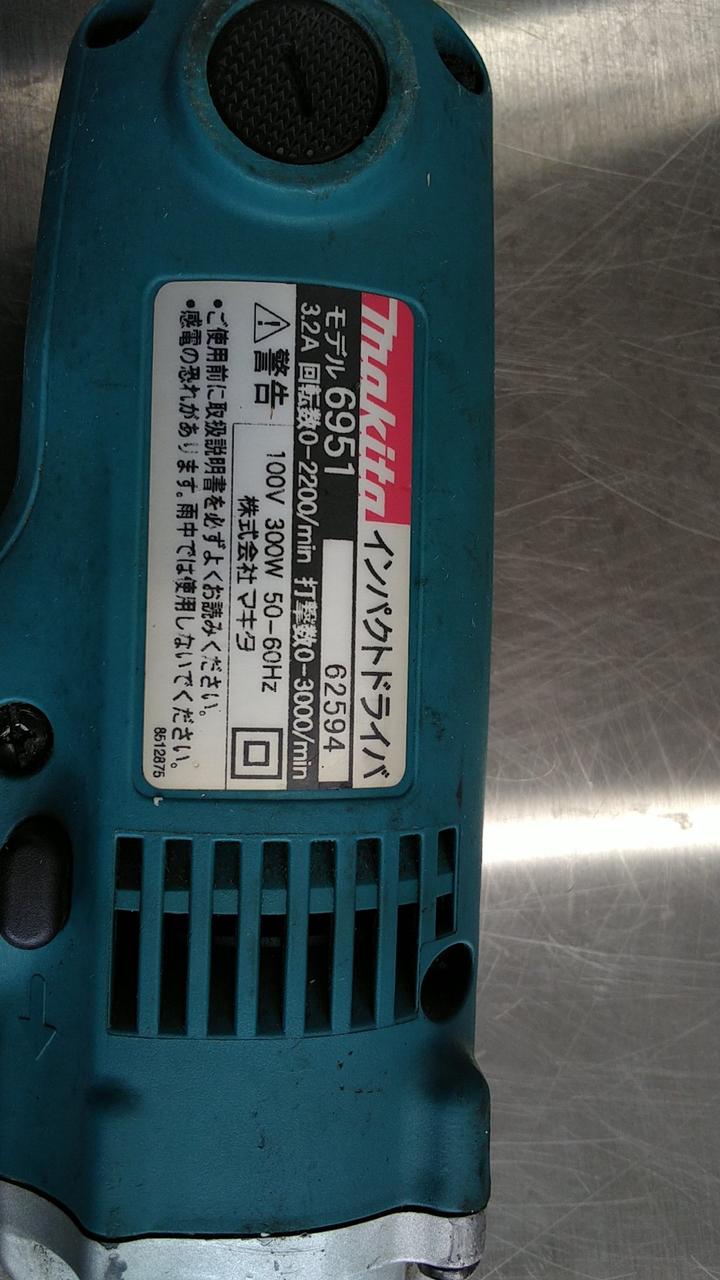 makita インパクトドライバ
モデル 6951 62594
3.2A 回転数0-2200/min 打撃数0-3000/min
警告 100V 300W 50-60Hz
株式会社 マキタ
•ご使用前に取扱説明書を必ずよくお読みください。
•感電の恐れがあります。雨中では使用しないでください。
8512875